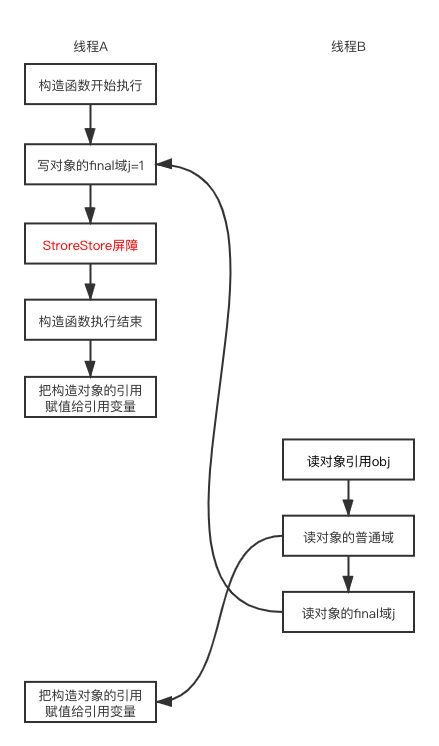 线程A
线程B
构造函数开始执行
写对象的final域j=1
StroreStore屏障
构造函数执行结束
把构造对象的引用
赋值给引用变量
读对象引用obj
读对象的普通域
读对象的final域j
把构造对象的引用
赋值给引用变量